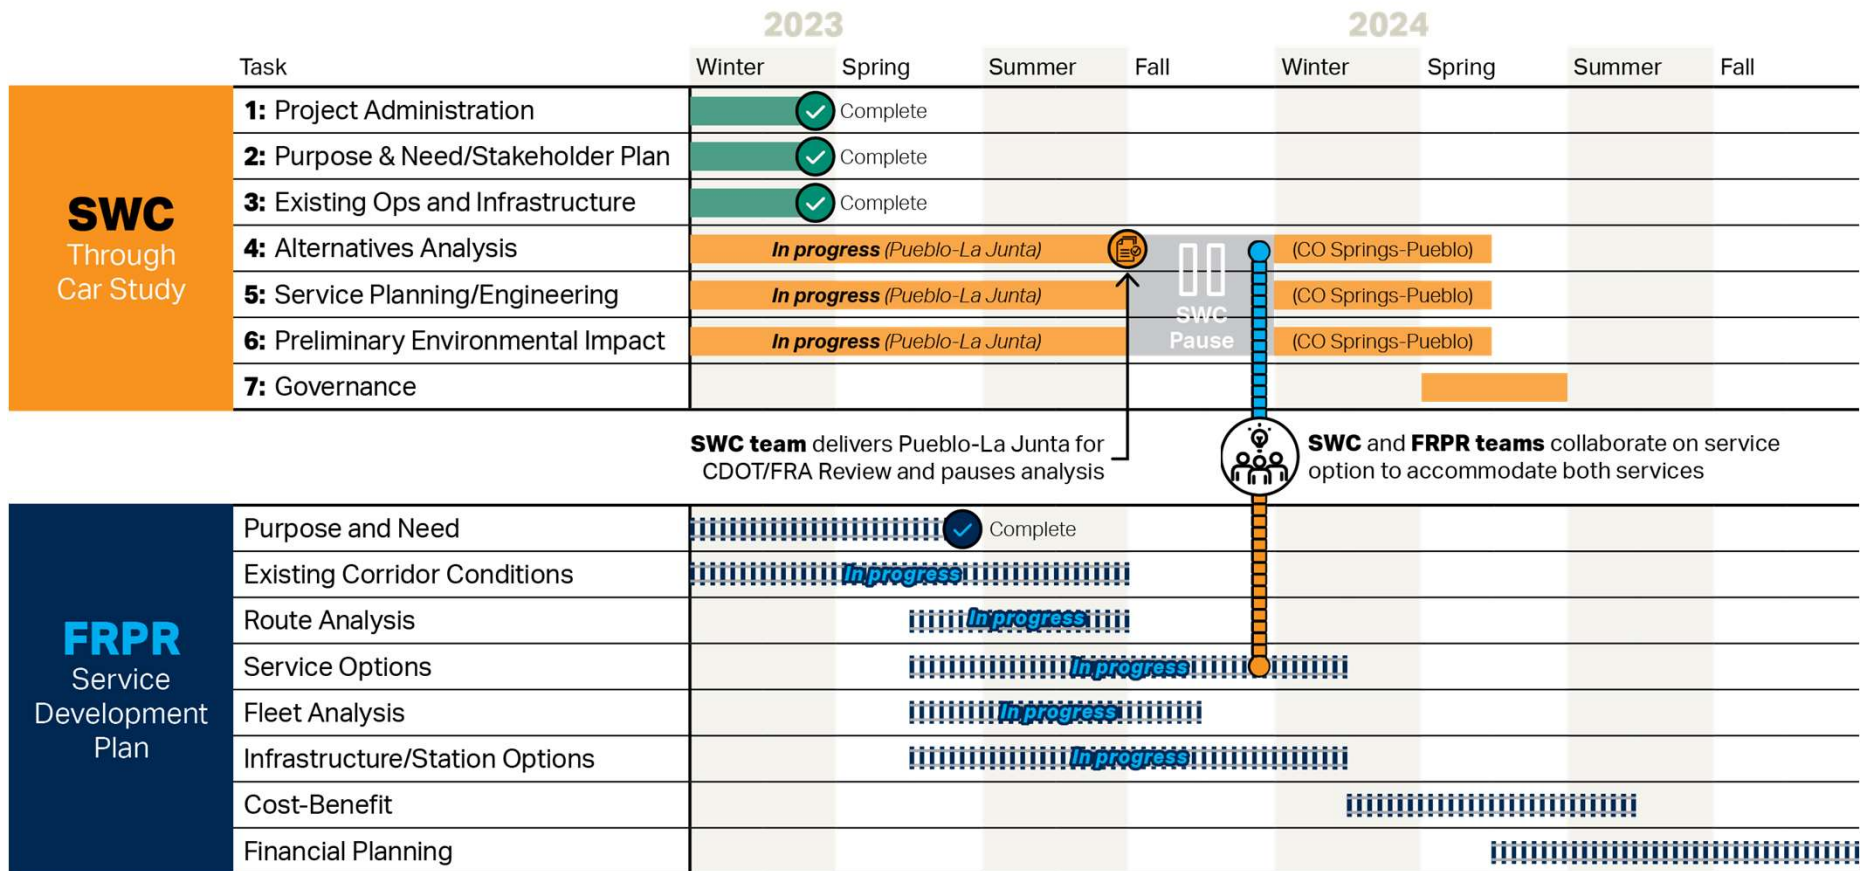 2023 2024
Task Winter Spring Summer Fall Winter Spring Summer Fall
SWC
Through
Car Study
1: Project Administration Complete
2: Purpose & Need/Stakeholder Plan Complete
3: Existing Ops and Infrastructure Complete
4: Alternatives Analysis In progress (Pueblo-La Junta) (CO Springs-Pueblo)
5: Service Planning/Engineering In progress (Pueblo-La Junta) (CO Springs-Pueblo)
6: Preliminary Environmental Impact In progress (Pueblo-La Junta) (CO Springs-Pueblo)
SWC
Pause
7: Governance
SWC team delivers Pueblo-La Junta for
CDOT/FRA Review and pauses analysis
SWC and FRPR teams collaborate on service
option to accommodate both services
FRPR
Service
Development
Plan
Purpose and Need Complete
Existing Corridor Conditions In progress
Route Analysis In progress
Service Options In progress
Fleet Analysis In progress
Infrastructure/Station Options In progress
Cost-Benefit
Financial Planning